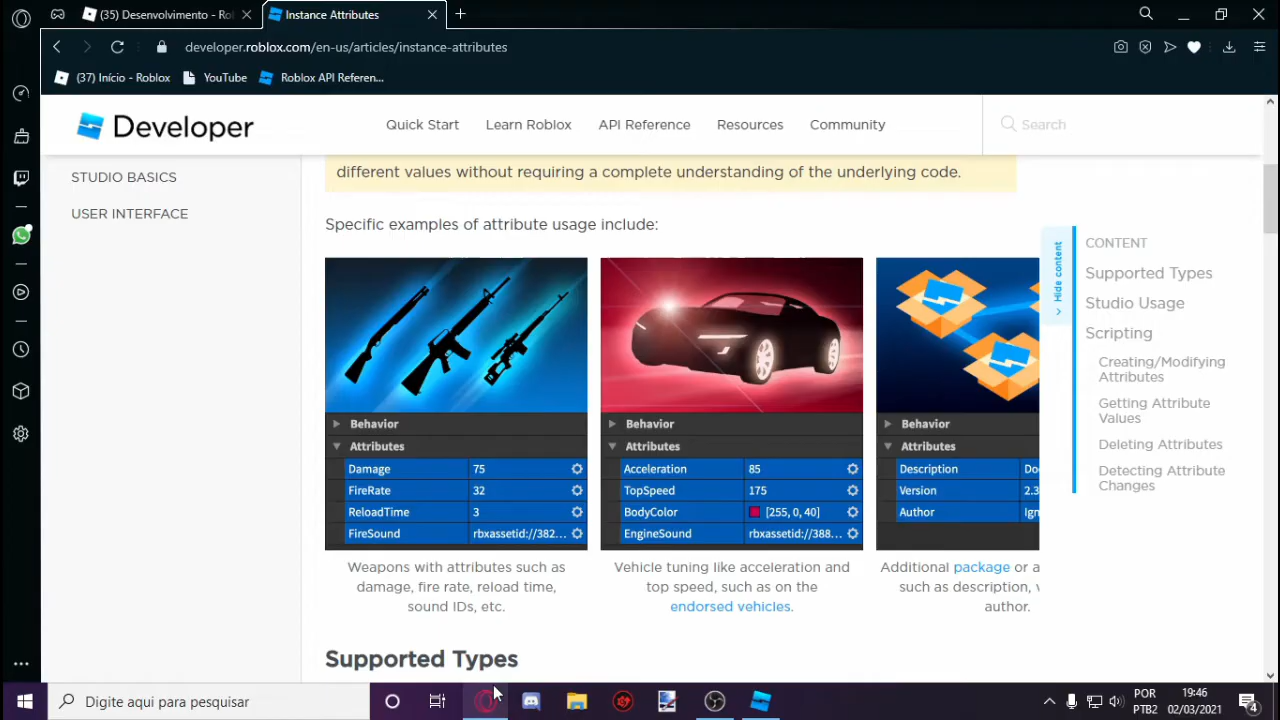 (35) Desenvolvimento - Rol
Instance Attributes
developer.roblox.com/en-us/articles/instance-attributes
(37) Início - Roblox
YouTube
Roblox API Referen...
Developer
Quick Start
Learn Roblox
API Reference
Resources
Community
Search
STUDIO BASICS
USER INTERFACE
different values without requiring a complete understanding of the underlying code.
Specific examples of attribute usage include:
Behavior
Attributes
Damage 75
FireRate 32
ReloadTime 3
FireSound rbxassetid://382...
Weapons with attributes such as
damage, fire rate, reload time,
sound IDs, etc.
Behavior
Attributes
Acceleration 85
TopSpeed 175
BodyColor [255, 0, 40]
EngineSound rbxassetid://388...
Vehicle tuning like acceleration and
top speed, such as on the
endorsed vehicles.
Behavior
Attributes
Description Do
Version 2.3
Author Ign
Additional package or a
such as description, v
author.
Hide content
CONTENT
Supported Types
Studio Usage
Scripting
Creating/Modifying
Attributes
Getting Attribute
Values
Deleting Attributes
Detecting Attribute
Changes
Supported Types
Digite aqui para pesquisar
POR
PTB2
19:46
02/03/2021
4